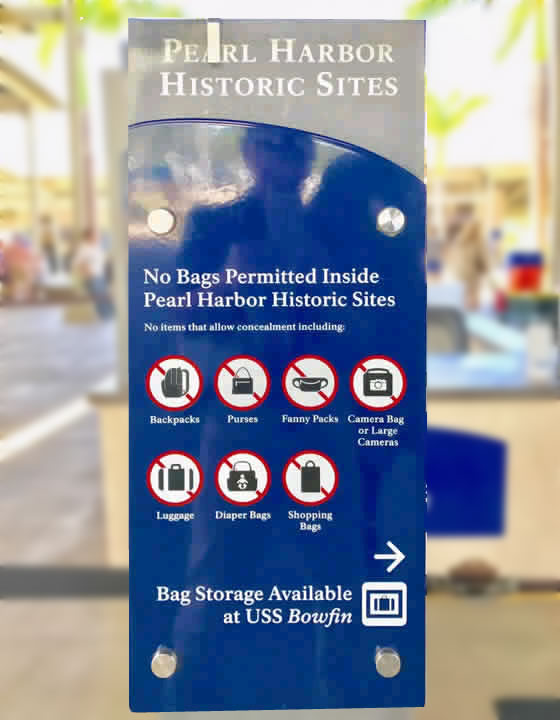 PEARL HARBOR
HISTORIC SITES
No Bags Permitted Inside
Pearl Harbor Historic Sites
No items that allow concealment including:
Backpacks
Purses
Fanny Packs
Camera Bag
or Large
Cameras
Luggage
Diaper Bags
Shopping
Bags
Bag Storage Available
at USS Bowfin